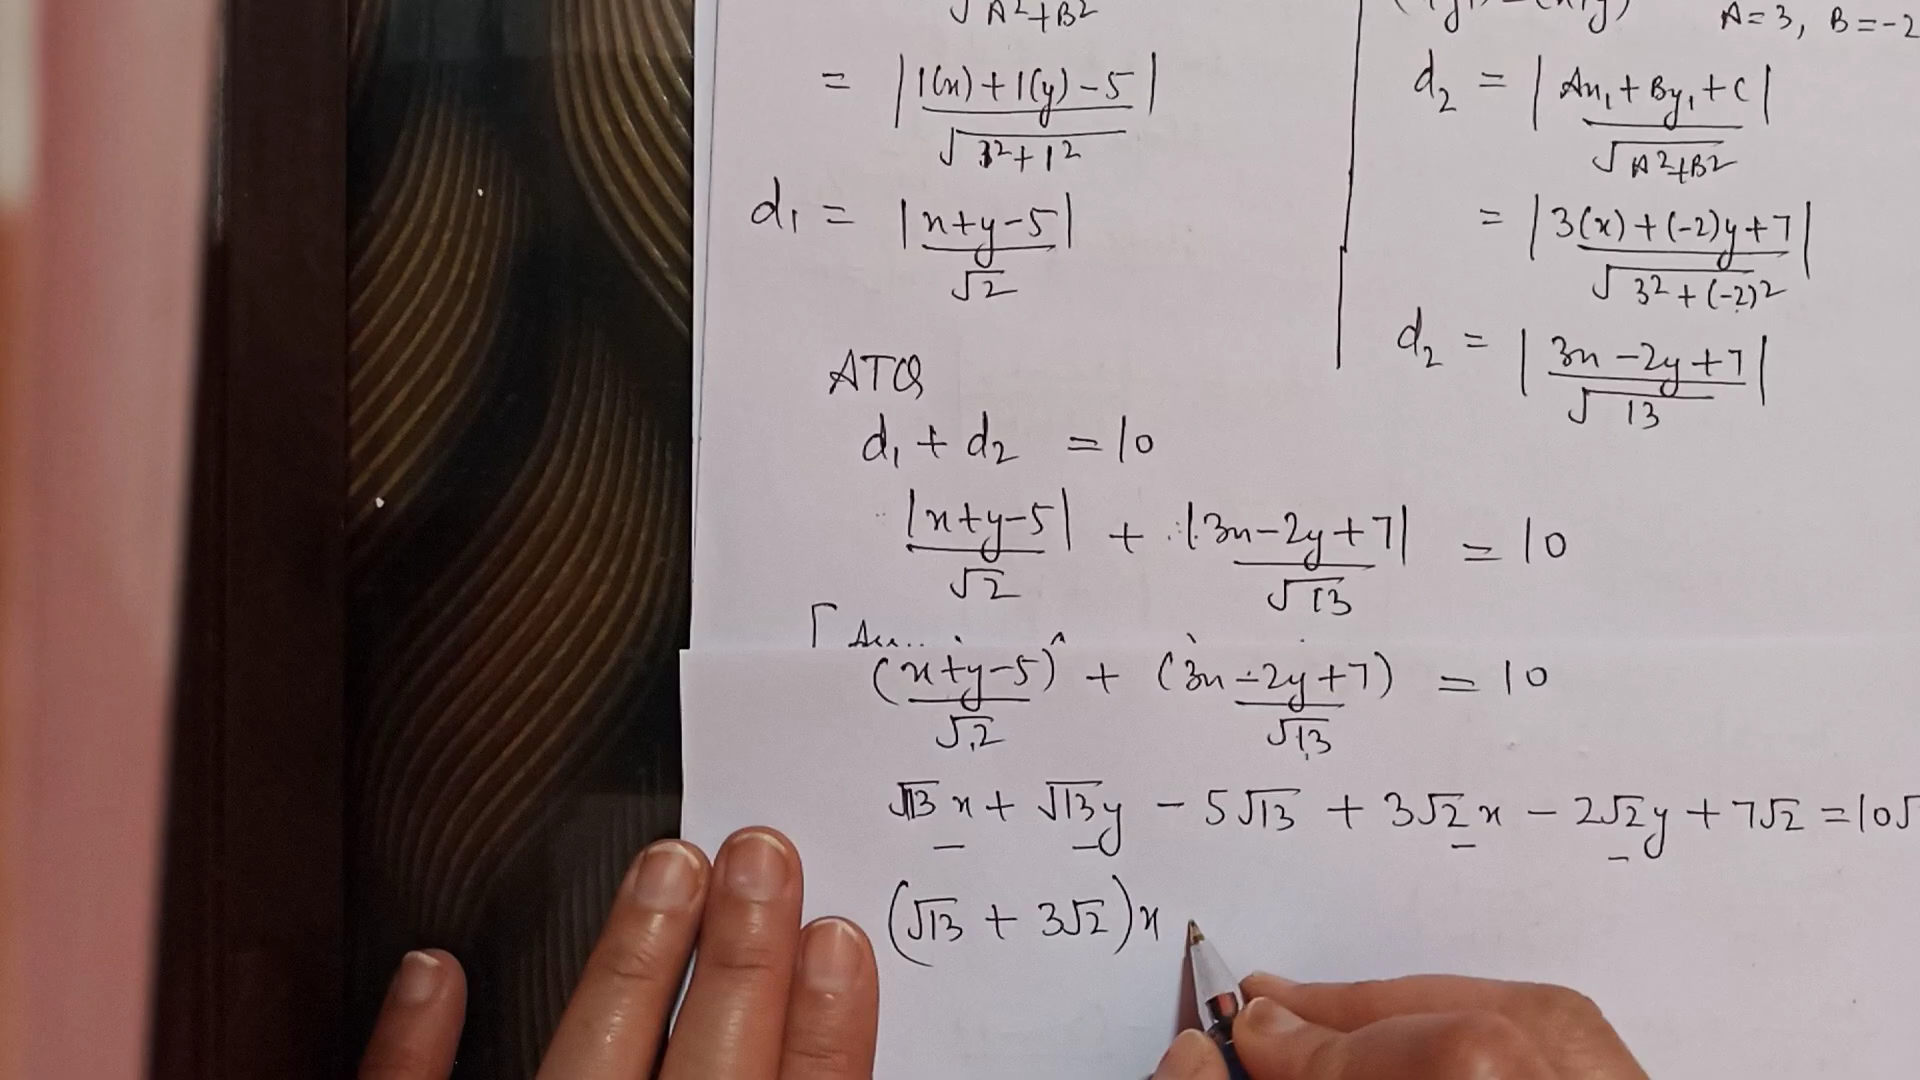 √A²+B²
= |1(x)+1(y)-5| / √1²+1²
d₁ = |x+y-5| / √2
A=3, B=-2
d₂ = |Ax₁+By₁+C| / √A²+B²
= |3(x)+(-2)y+7| / √3²+(-2)²
d₂ = |3x-2y+7| / √13
ATQ
d₁ + d₂ = 10
|x+y-5| / √2 + |3x-2y+7| / √13 = 10
(x+y-5) / √2 + (3x-2y+7) / √13 = 10
√13x + √13y - 5√13 + 3√2x - 2√2y + 7√2 = 10√
(√13 + 3√2)x